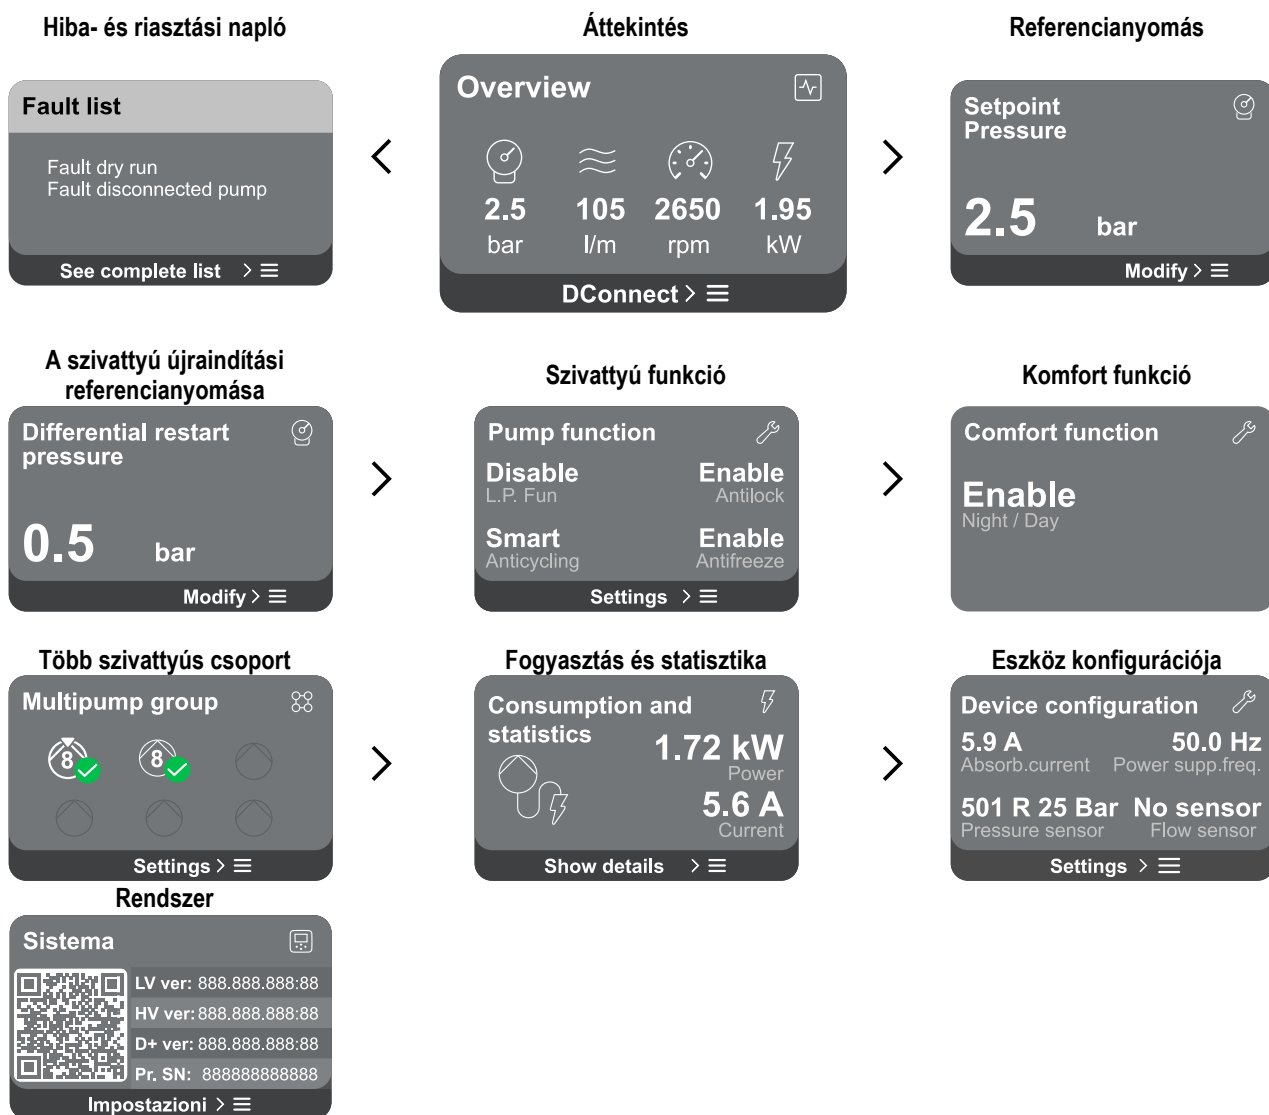 Hiba- és riasztási napló
Fault list
Fault dry run
Fault disconnected pump
See complete list
Áttekintés
Overview
2.5 105 2650 1.95
bar l/m rpm kW
DConnect
Referencianyomás
Setpoint
Pressure
2.5 bar
Modify
A szivattyú újraindítási
referencianyomása
Differential restart
pressure
0.5 bar
Modify
Szivattyú funkció
Pump function
Disable Enable
L.P. Fun Antilock
Smart Enable
Anticycling Antifreeze
Settings
Komfort funkció
Comfort function
Enable
Night / Day
Több szivattyús csoport
Multipump group
8 8
Settings
Fogyasztás és statisztika
Consumption and
statistics
1.72 kW
Power
5.6 A
Current
Show details
Eszköz konfigurációja
Device configuration
5.9 A 50.0 Hz
Absorb.current Power supp.freq.
501 R 25 Bar No sensor
Pressure sensor Flow sensor
Settings
Rendszer
Sistema
LV ver: 888.888.888:88
HV ver: 888.888.888:88
D+ ver: 888.888.888:88
Pr. SN: 888888888888
Impostazioni